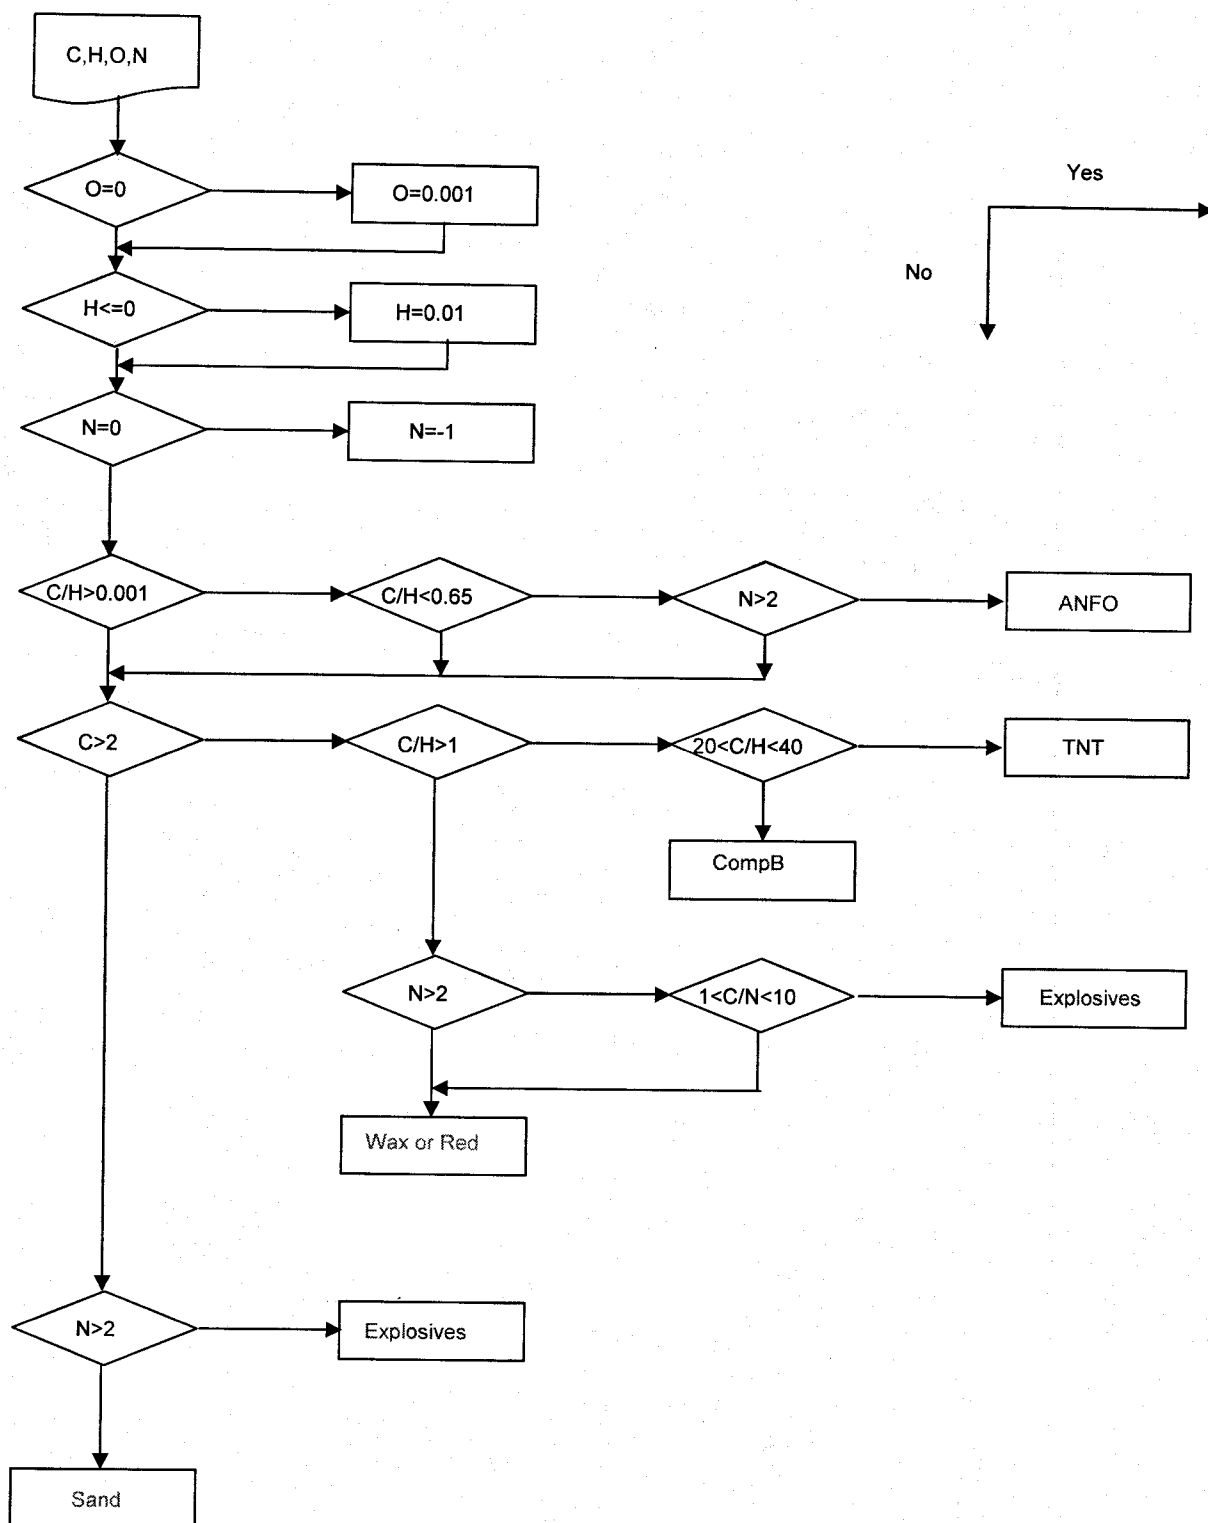 C,H,O,N
O=0
O=0.001
Yes
No
H<=0
H=0.01
N=0
N=-1
C/H>0.001
C/H<0.65
N>2
ANFO
C>2
C/H>1
20<C/H<40
TNT
CompB
N>2
1<C/N<10
Explosives
Wax or Red
N>2
Explosives
Sand